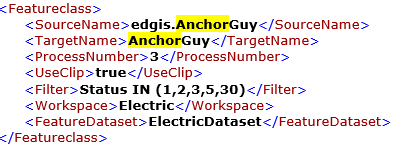 <Featureclass>
<SourceName>edgis.AnchorGuy</SourceName>
<TargetName>AnchorGuy</TargetName>
<ProcessNumber>3</ProcessNumber>
<UseClip>true</UseClip>
<Filter>Status IN (1,2,3,5,30)</Filter>
<Workspace>Electric</Workspace>
<FeatureDataset>ElectricDataset</FeatureDataset>
</Featureclass>